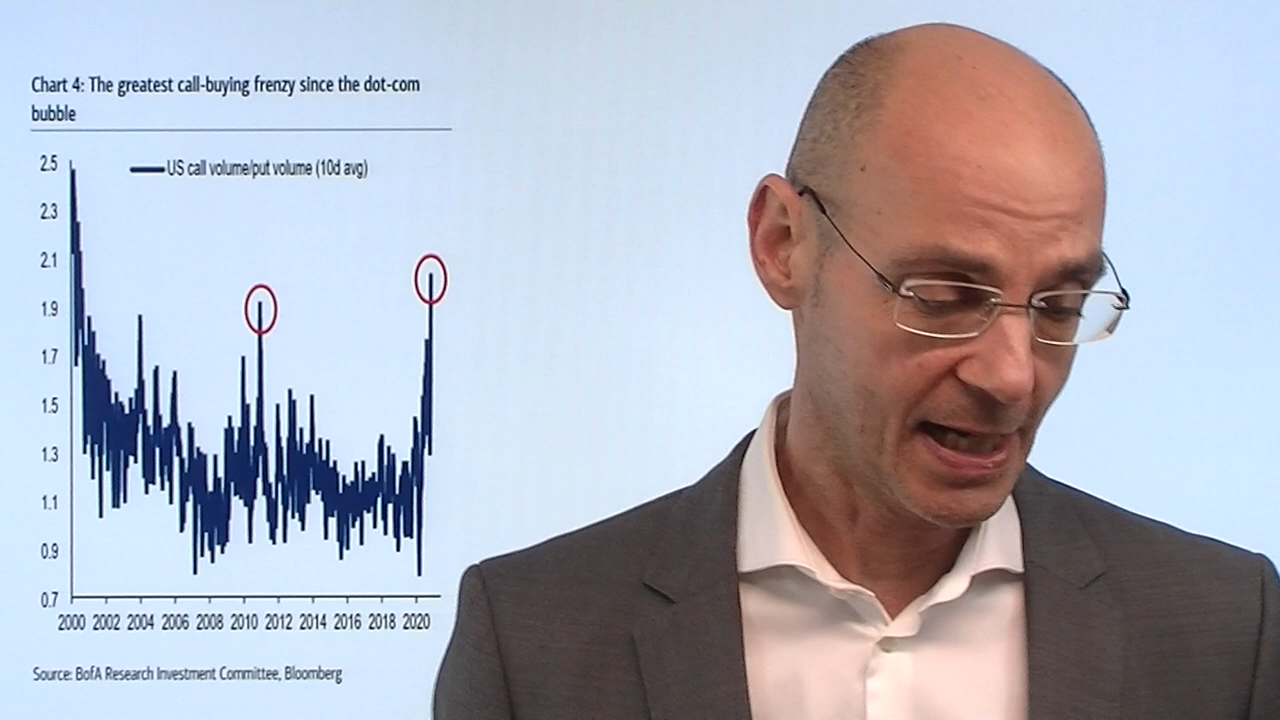 Chart 4: The greatest call-buying frenzy since the dot-com
bubble
2.5
US call volume/put volume (10d avg)
2.3
2.1
1.9
1.7
1.5
1.3
1.1
0.9
0.7
2000 2002 2004 2006 2008 2010 2012 2014 2016 2018 2020
Source: BofA Research Investment Committee, Bloomberg